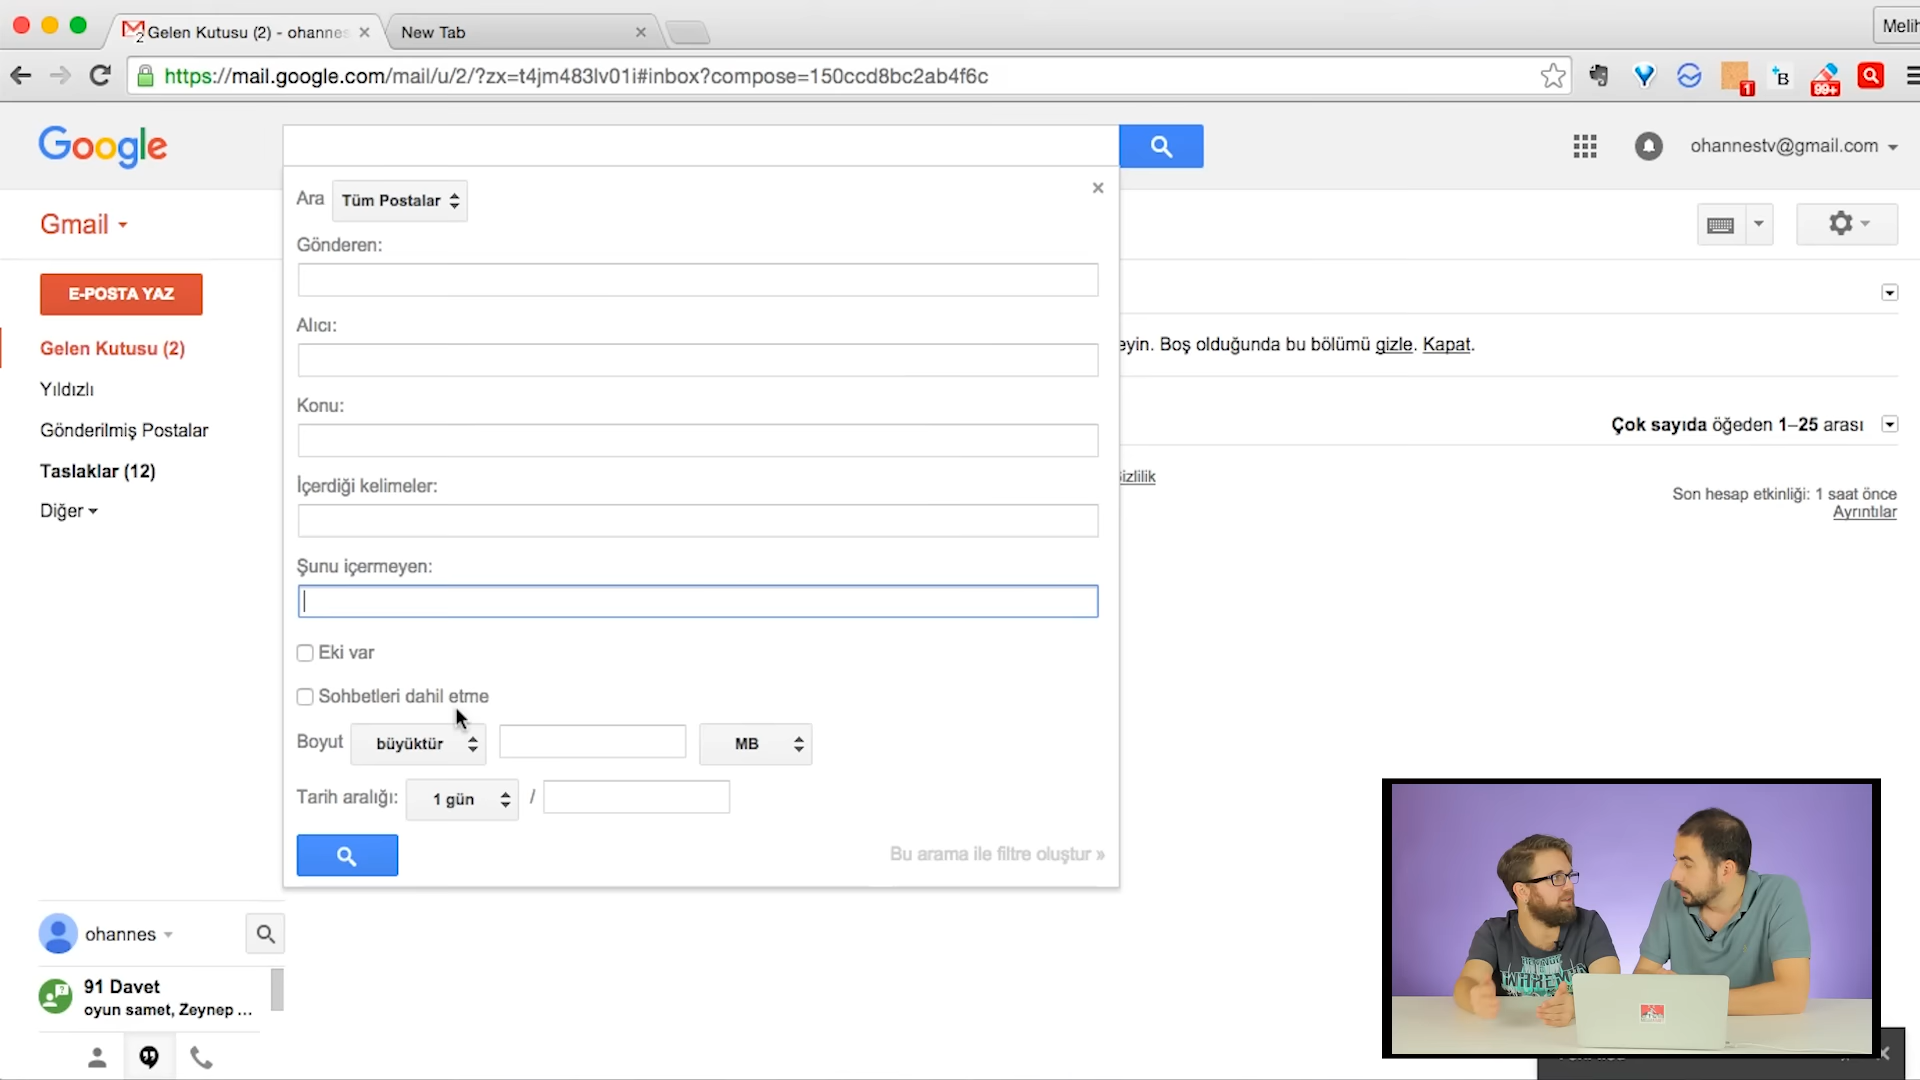 Gelen Kutusu (2) - ohannes
New Tab
Melih
https://mail.google.com/mail/u/2/?zx=t4jm483lv01i#inbox?compose=150ccd8bc2ab4f6c
1
B
99+
Google
ohannestv@gmail.com
Ara Tüm Postalar
Gmail
Gönderen:
E-POSTA YAZ
Alıcı:
Gelen Kutusu (2)
eyin. Boş olduğunda bu bölümü gizle. Kapat.
Yıldızlı
Konu:
Gönderilmiş Postalar
Çok sayıda öğeden 1–25 arası
Taslaklar (12)
izlilik
İçerdiği kelimeler:
Son hesap etkinliği: 1 saat önce
Ayrıntılar
Diğer
Şunu içermeyen:
Eki var
Sohbetleri dahil etme
Boyut büyüktür MB
Tarih aralığı: 1 gün /
Bu arama ile filtre oluştur »
ohannes
91 Davet
oyun samet, Zeynep ...